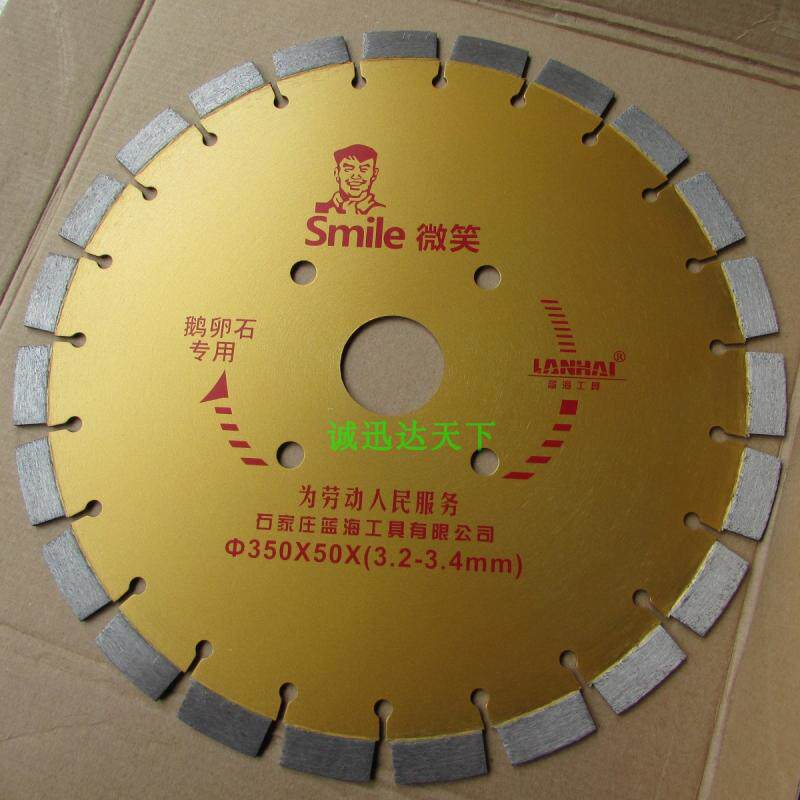 Smile 微笑
鹅卵石
专用
LANHAI®
蓝海工具
诚迅达天下
为劳动人民服务
石家庄蓝海工具有限公司
Φ350X50X(3.2-3.4mm)